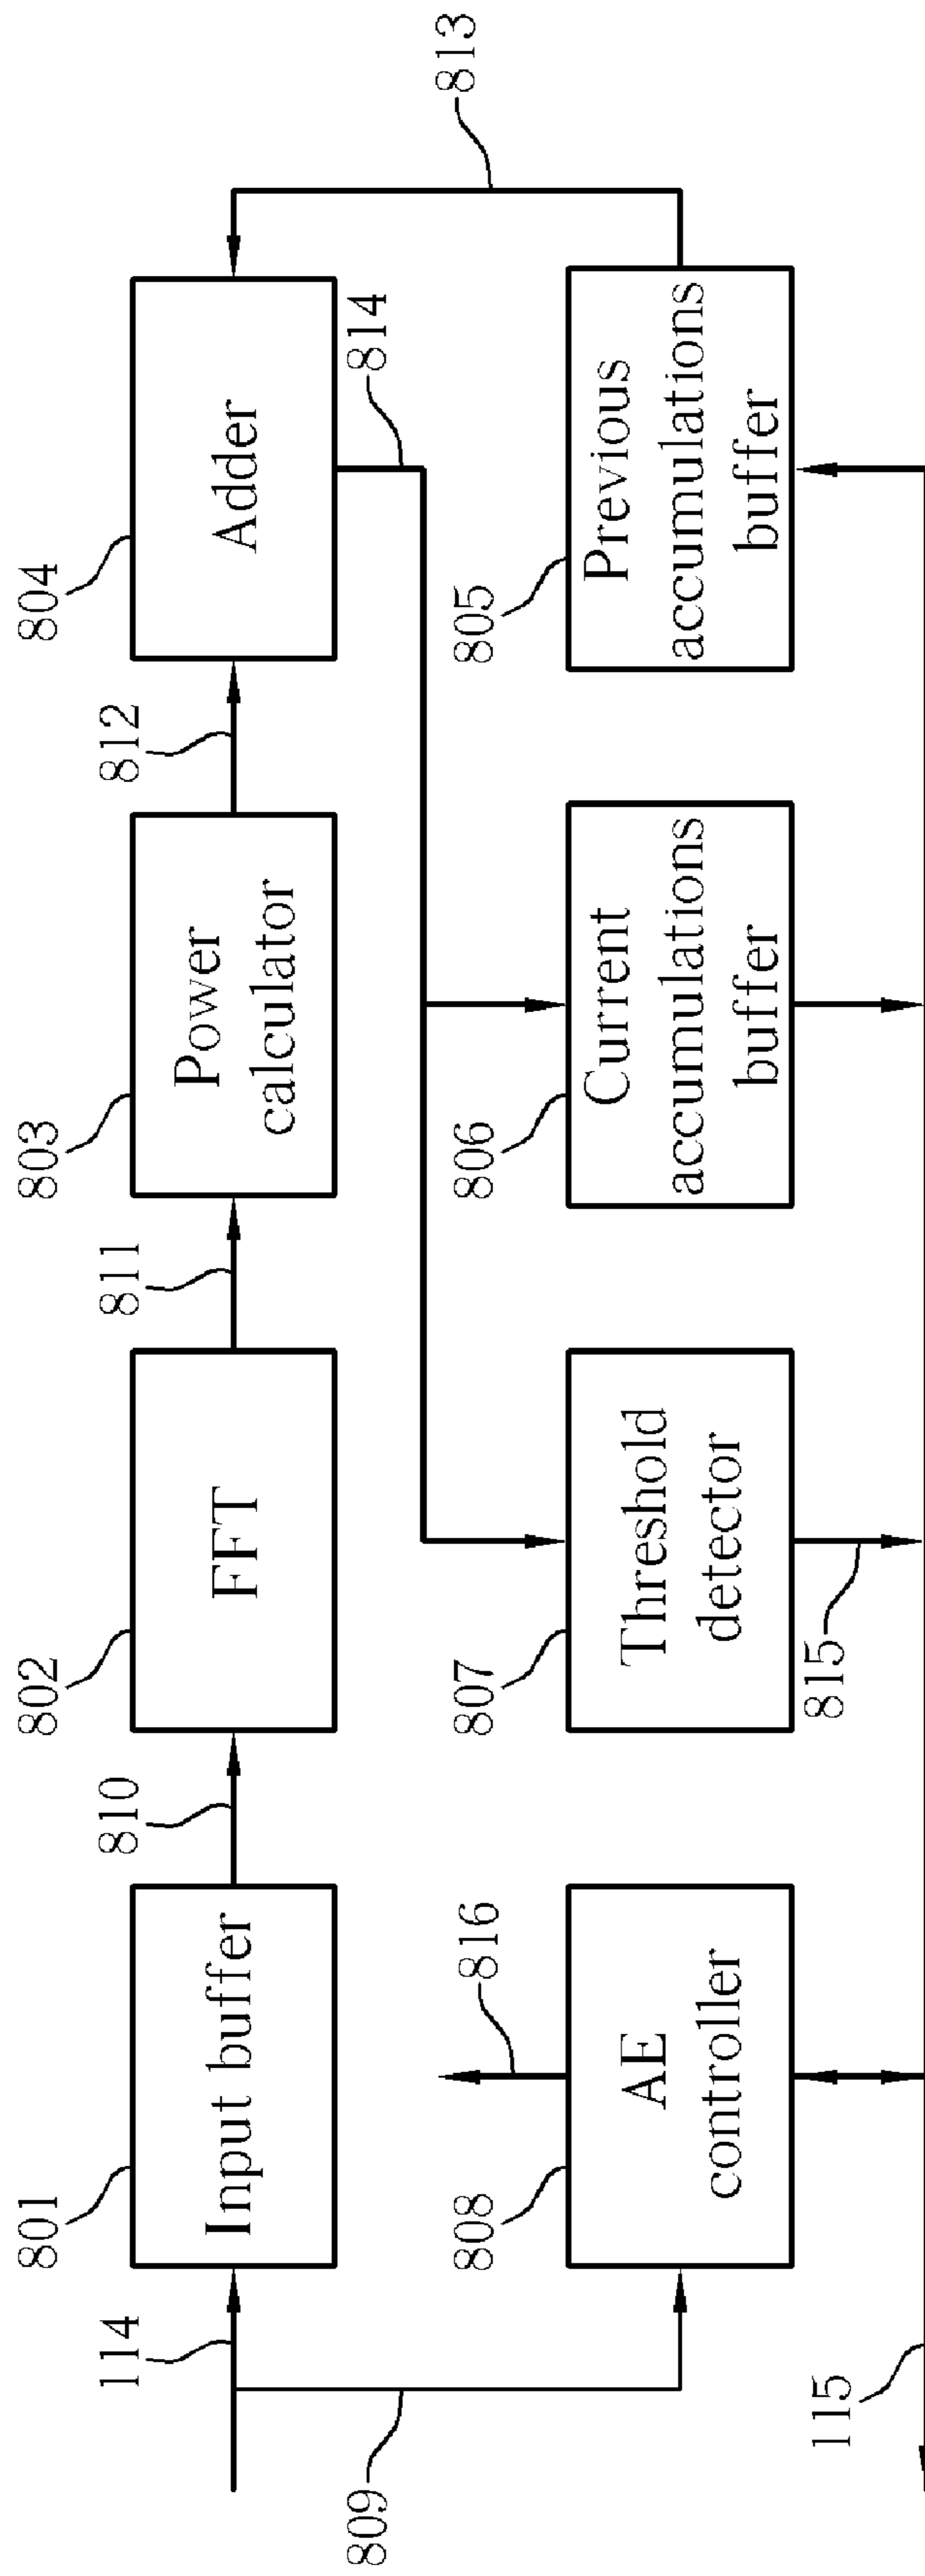 801
802
803
804
114
Input buffer
810
FFT
811
Power
calculator
812
Adder
813
809
816
814
808
807
806
805
AE
controller
Threshold
detector
Current
accumulations
buffer
Previous
accumulations
buffer
115
815